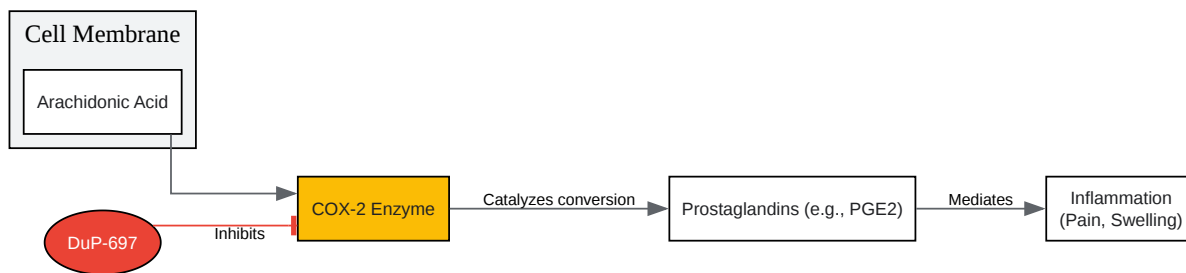 Cell Membrane
Arachidonic Acid
DuP-697
Inhibits
COX-2 Enzyme
Catalyzes conversion
Prostaglandins (e.g., PGE2)
Mediates
Inflammation
(Pain, Swelling)